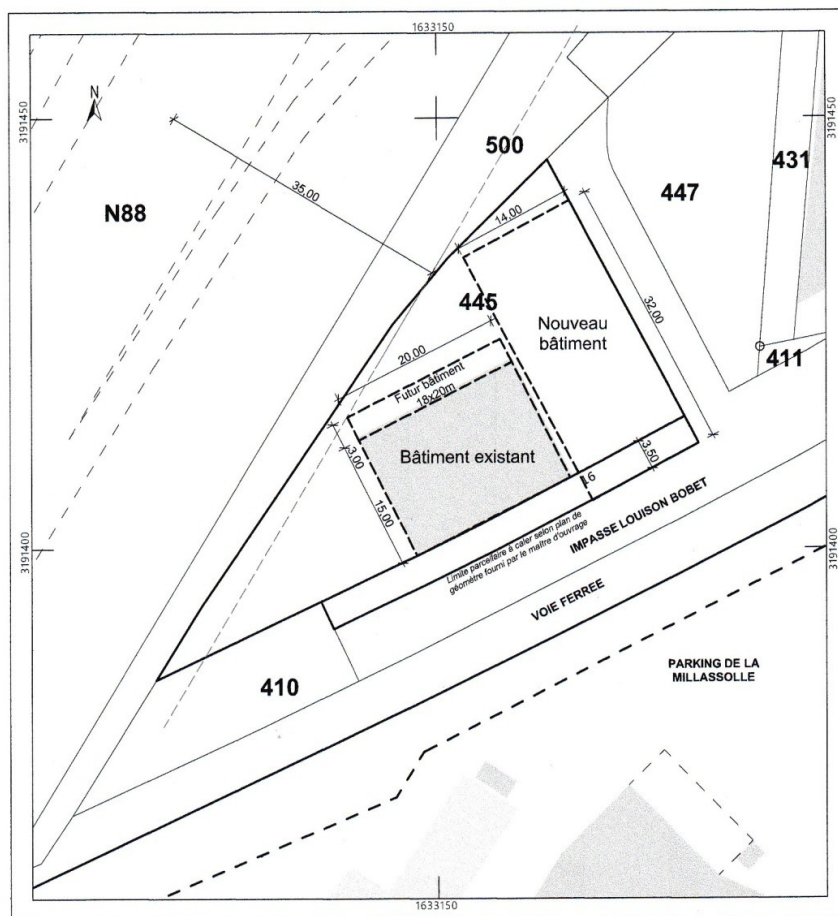 1633150
3191450
3191450
N
500
431
447
N88
35,00
14,00
445
32,00
Nouveau
bâtiment
411
20,00
Futur bâtiment
18x20m
Bâtiment existant
3,00
15,00
3,50
16
IMPASSE LOUISON BOBET
Limite parcellaire à caler selon plan de
géomètre fourni par le maître d'ouvrage
3191400
3191400
VOIE FERREE
PARKING DE LA
MILLASSOLLE
410
1633150